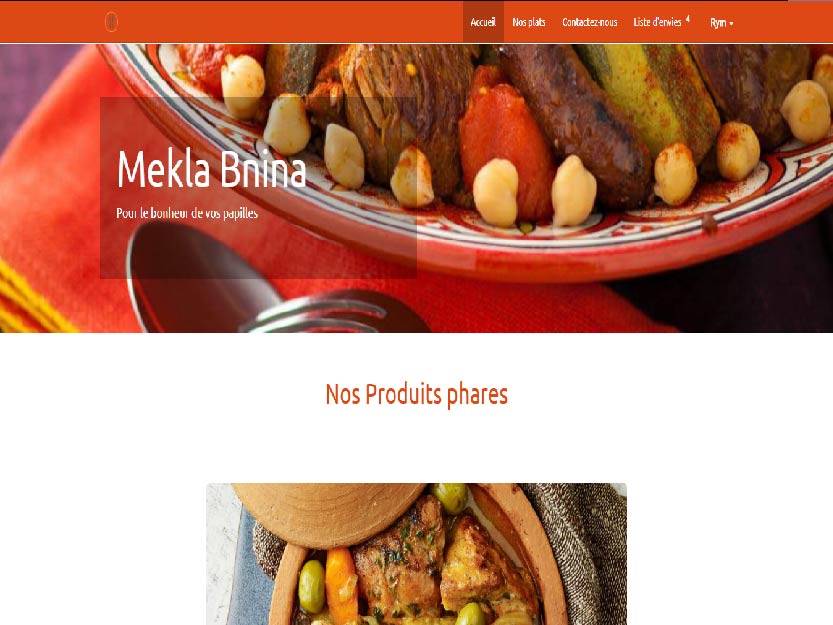 Accueil
Nos plats
Contactez-nous
Liste d'envies 4
Rym
Mekla Bnina
Pour le bonheur de vos papilles
Nos Produits phares